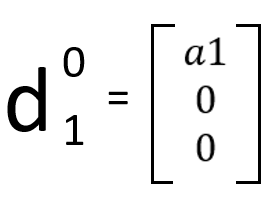 d 0 1 = [ a1 0 0 ]